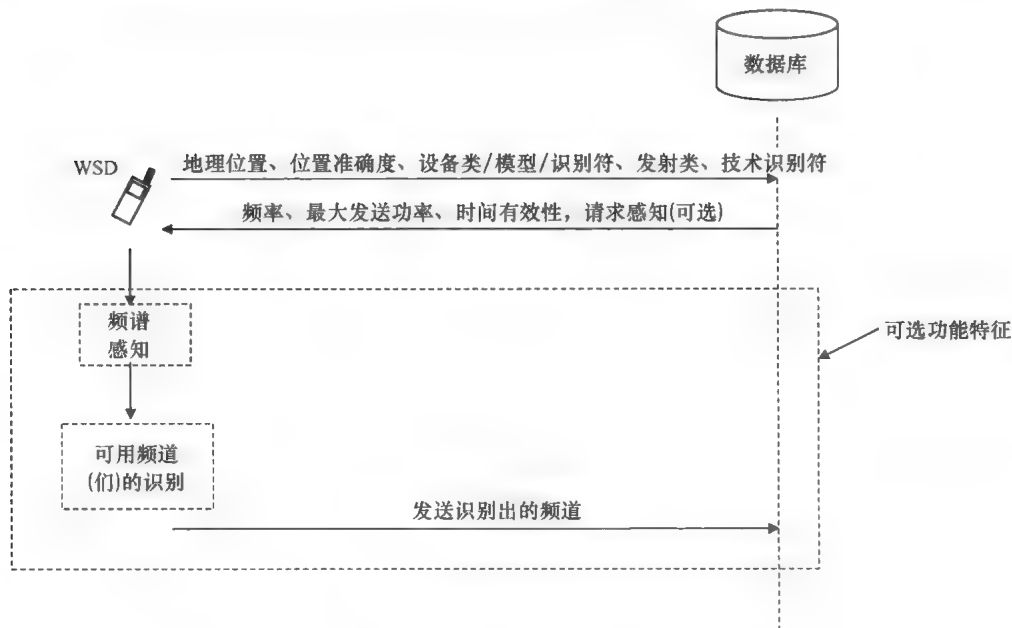 数据库
WSD
地理位置、位置准确度、设备类/模型/识别符、发射类、技术识别符
频率、最大发送功率、时间有效性，请求感知(可选)
频谱
感知
可选功能特征
可用频道
(们)的识别
发送识别出的频道